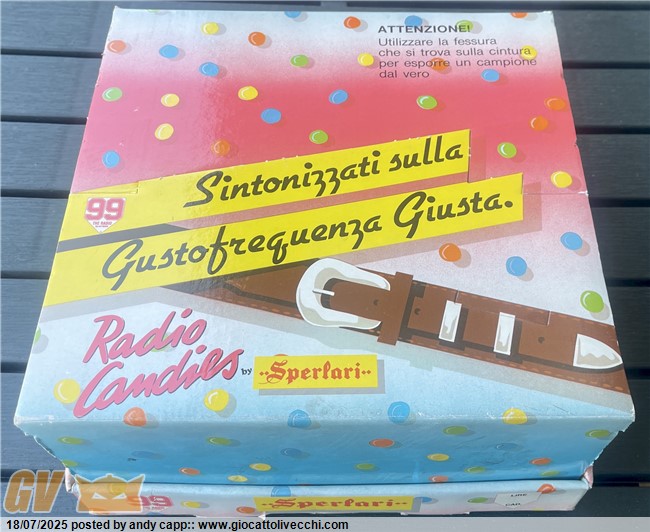 ATTENZIONE!
Utilizzare la fessura
che si trova sulla cintura
per esporre un campione
dal vero
Sintonizzati sulla
99
Gustofrequenza Giusta.
Radio
Candies
by
Sperlari
99
Sperlari
GV
18/07/2025 posted by andy capp:: www.giocattolivecchi.com